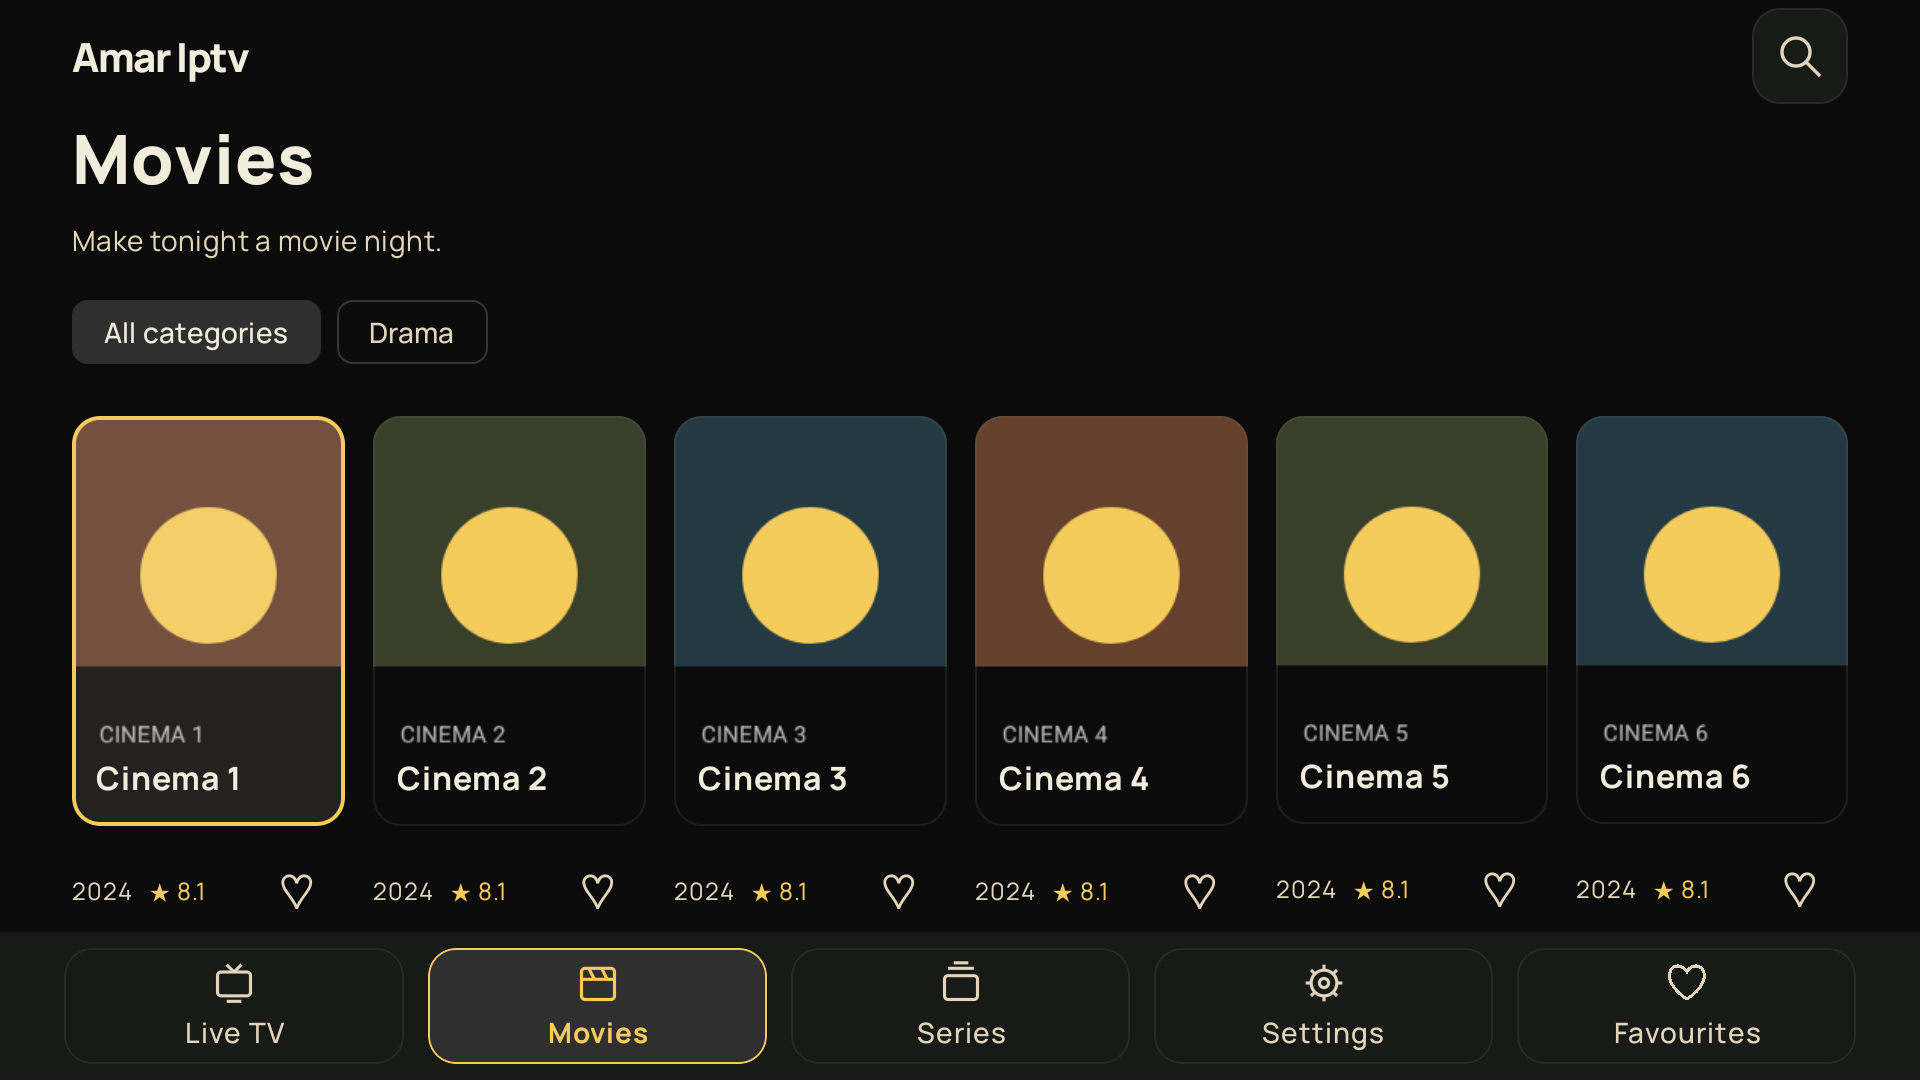 Amar Iptv
Movies
Make tonight a movie night.
All categories
Drama
CINEMA 1
Cinema 1
CINEMA 2
Cinema 2
CINEMA 3
Cinema 3
CINEMA 4
Cinema 4
CINEMA 5
Cinema 5
CINEMA 6
Cinema 6
2024 ★ 8.1
2024 ★ 8.1
2024 ★ 8.1
2024 ★ 8.1
2024 ★ 8.1
2024 ★ 8.1
Live TV
Movies
Series
Settings
Favourites